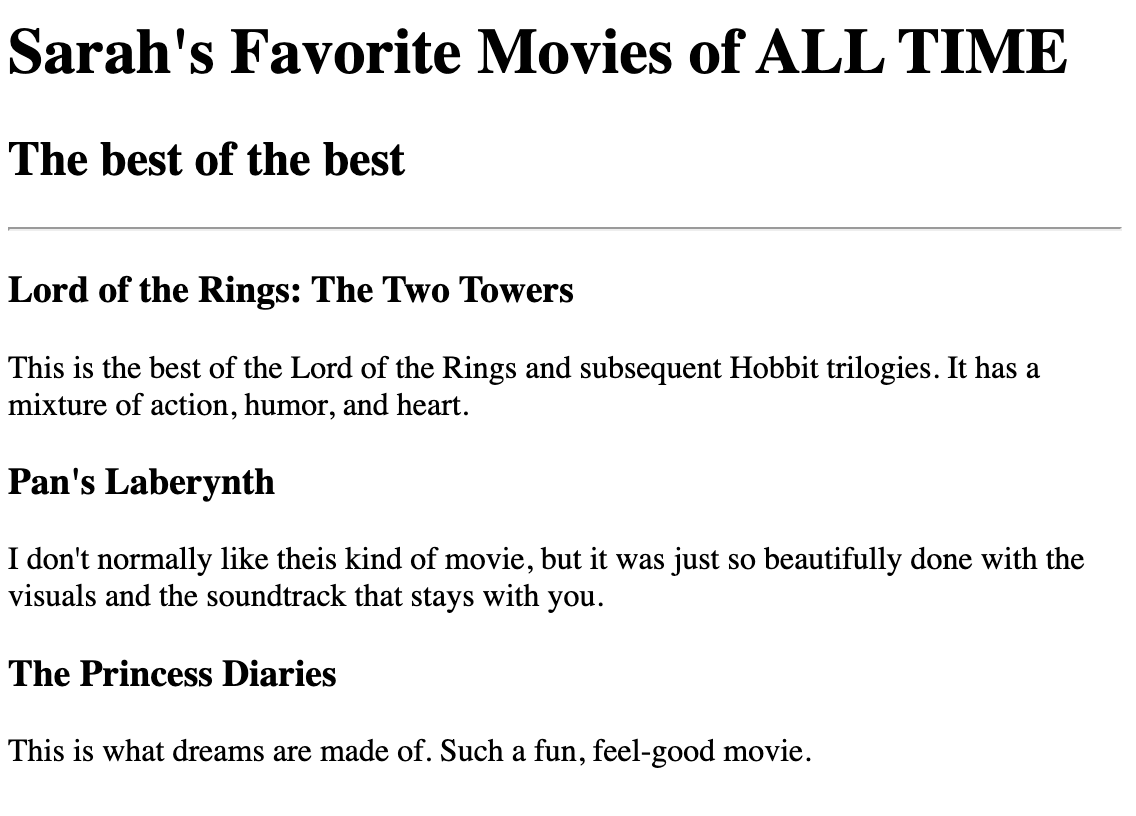 Sarah's Favorite Movies of ALL TIME
The best of the best
Lord of the Rings: The Two Towers
This is the best of the Lord of the Rings and subsequent Hobbit trilogies. It has a
mixture of action, humor, and heart.
Pan's Laberynth
I don't normally like theis kind of movie, but it was just so beautifully done with the
visuals and the soundtrack that stays with you.
The Princess Diaries
This is what dreams are made of. Such a fun, feel-good movie.